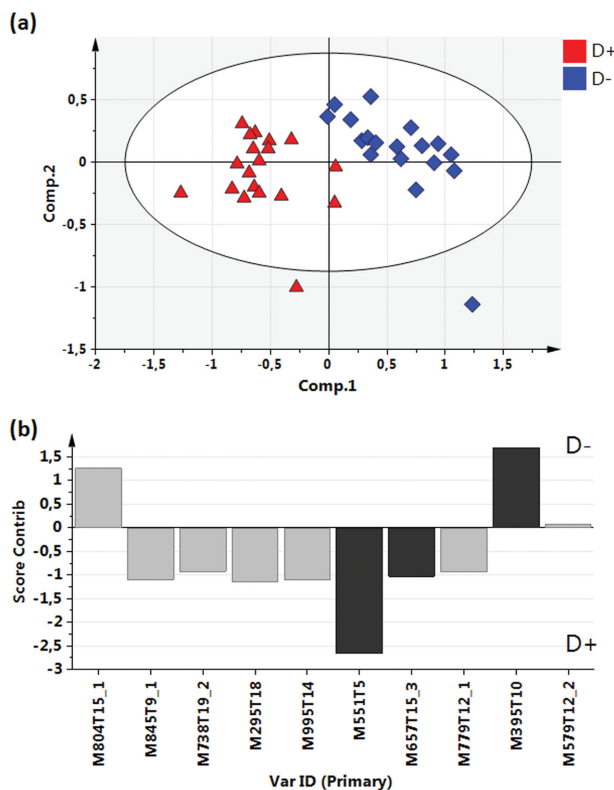 (a)
D+
D-
0,5
0
-0,5
-1
-1,5
Comp.2
-2
-1,5
-1
-0,5
0
0,5
1
1,5
Comp.1
(b)
D-
1,5
1
0,5
0
-0,5
-1
-1,5
-2
-2,5
-3
Score Contrib
D+
M804T15_1
M845T9_1
M738T19_2
M295T18
M995T14
M551T5
M657T15_3
M779T12_1
M395T10
M579T12_2
Var ID (Primary)